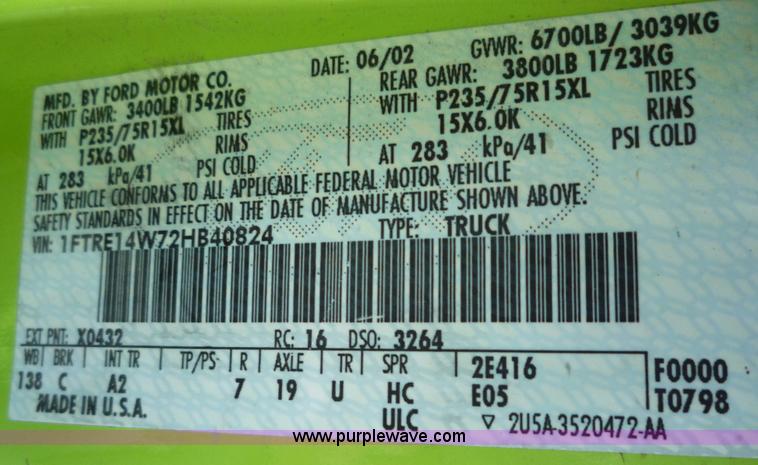 MFD. BY FORD MOTOR CO. DATE: 06/02 GVWR: 6700LB/ 3039KG
FRONT GAWR: 3400LB 1542KG REAR GAWR: 3800LB 1723KG
WITH P235/75R15XL TIRES WITH P235/75R15XL TIRES
15X6.0K RIMS 15X6.0K RIMS
AT 283 kPa/41 PSI COLD AT 283 kPa/41 PSI COLD
THIS VEHICLE CONFORMS TO ALL APPLICABLE FEDERAL MOTOR VEHICLE
SAFETY STANDARDS IN EFFECT ON THE DATE OF MANUFACTURE SHOWN ABOVE.
VIN: 1FTRE14W72HB40824 TYPE: TRUCK
EXT PNT: X0432 RC: 16 DSO: 3264
WB BRK INT TR TP/PS R AXLE TR SPR 2E416 F0000
138 C A2 7 19 U HC E05 T0798
MADE IN U.S.A. ULC ▽ 2U5A-3520472-AA
www.purplewave.com